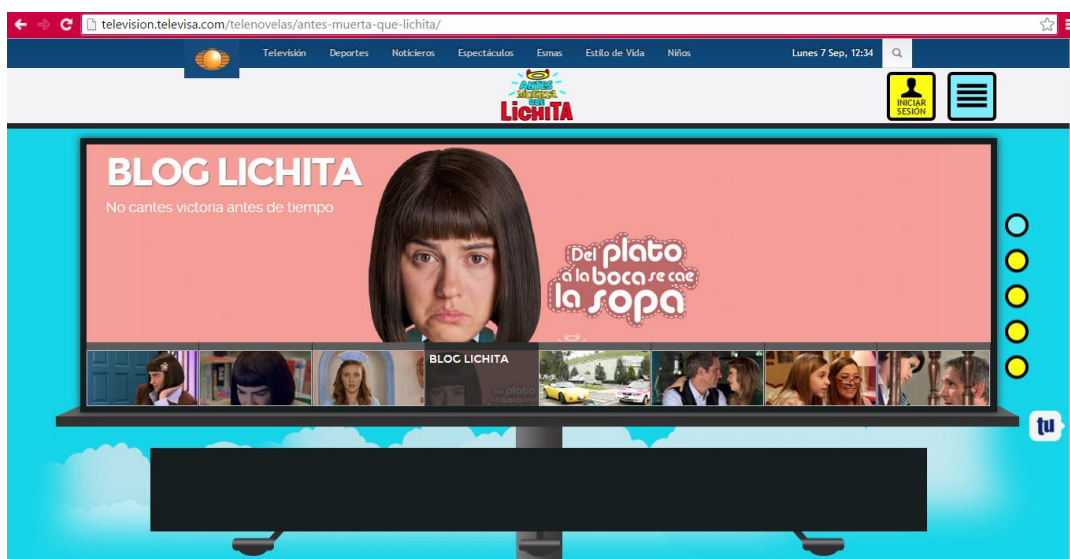 television.televisa.com/telenovelas/antes-muerta-que-lichita/
Televisión Deportes Noticieros Espectáculos Esmas Estilo de Vida Niños Lunes 7 Sep, 12:34
ANTES
MUERTA
QUE
LICHITA
INICIAR
SESIÓN
BLOG LICHITA
No cantes victoria antes de tiempo
Del plato
a la boca se cae
la sopa
BLOG LICHITA
Del plato
tu